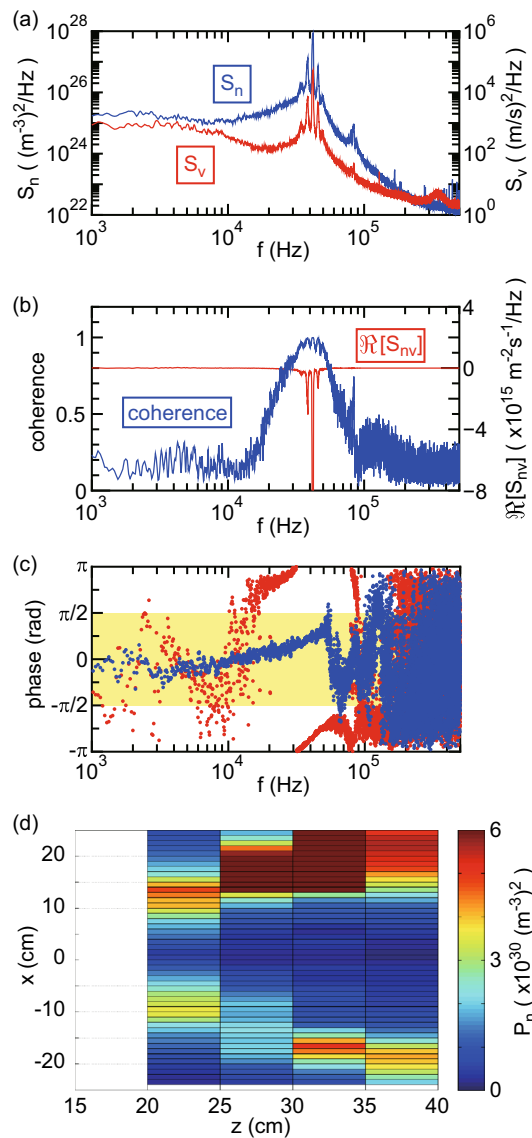 (a)
10^28
10^26
10^24
10^22
S_n ( (m^-3)^2/Hz)
S_n
S_v
10^6
10^4
10^2
10^0
S_v ( (m/s)^2/Hz)
10^3
10^4
10^5
f (Hz)
(b)
1
0.5
0
coherence
coherence
ℜ[S_nv]
4
0
-4
-8
ℜ[S_nv] ( x10^15 m^-2s^-1/Hz)
10^3
10^4
10^5
f (Hz)
(c)
π
π/2
0
-π/2
-π
phase (rad)
10^3
10^4
10^5
f (Hz)
(d)
20
10
0
-10
-20
x (cm)
15
20
25
30
35
40
z (cm)
6
3
0
P_n ( x10^30 (m^-3)^2)